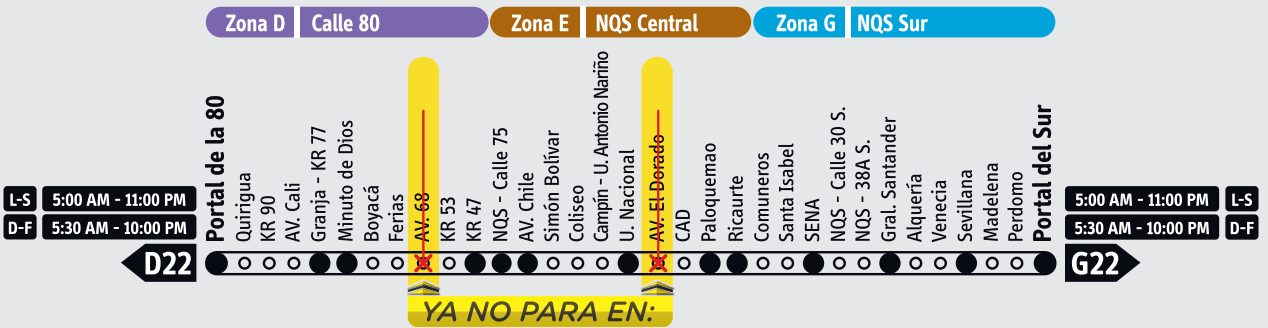 Zona D Calle 80
Zona E NQS Central
Zona G NQS Sur
Portal de la 80
Quirigua
KR 90
AV. Cali
Granja - KR 77
Minuto de Dios
Boyacá
Ferias
AV. 68
KR 53
KR 47
NQS - Calle 75
AV. Chile
Simón Bolívar
Coliseo
Campín - U. Antonio Nariño
U. Nacional
AV. El Dorado
CAD
Paloquemao
Ricaurte
Comuneros
Santa Isabel
SENA
NQS - Calle 30 S.
NQS - 38A S.
Gral. Santander
Alquería
Venecia
Sevillana
Madelena
Perdomo
Portal del Sur
L-S 5:00 AM - 11:00 PM
D-F 5:30 AM - 10:00 PM
D22
5:00 AM - 11:00 PM L-S
5:30 AM - 10:00 PM D-F
G22
YA NO PARA EN: